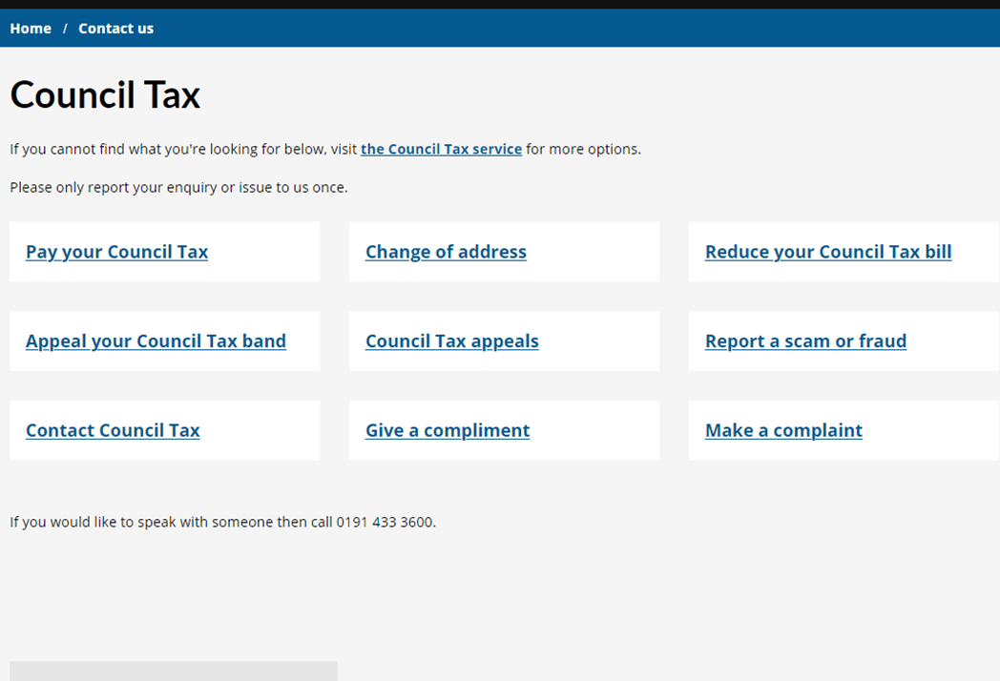 Home / Contact us
Council Tax
If you cannot find what you're looking for below, visit the Council Tax service for more options.
Please only report your enquiry or issue to us once.
Pay your Council Tax
Change of address
Reduce your Council Tax bill
Appeal your Council Tax band
Council Tax appeals
Report a scam or fraud
Contact Council Tax
Give a compliment
Make a complaint
If you would like to speak with someone then call 0191 433 3600.